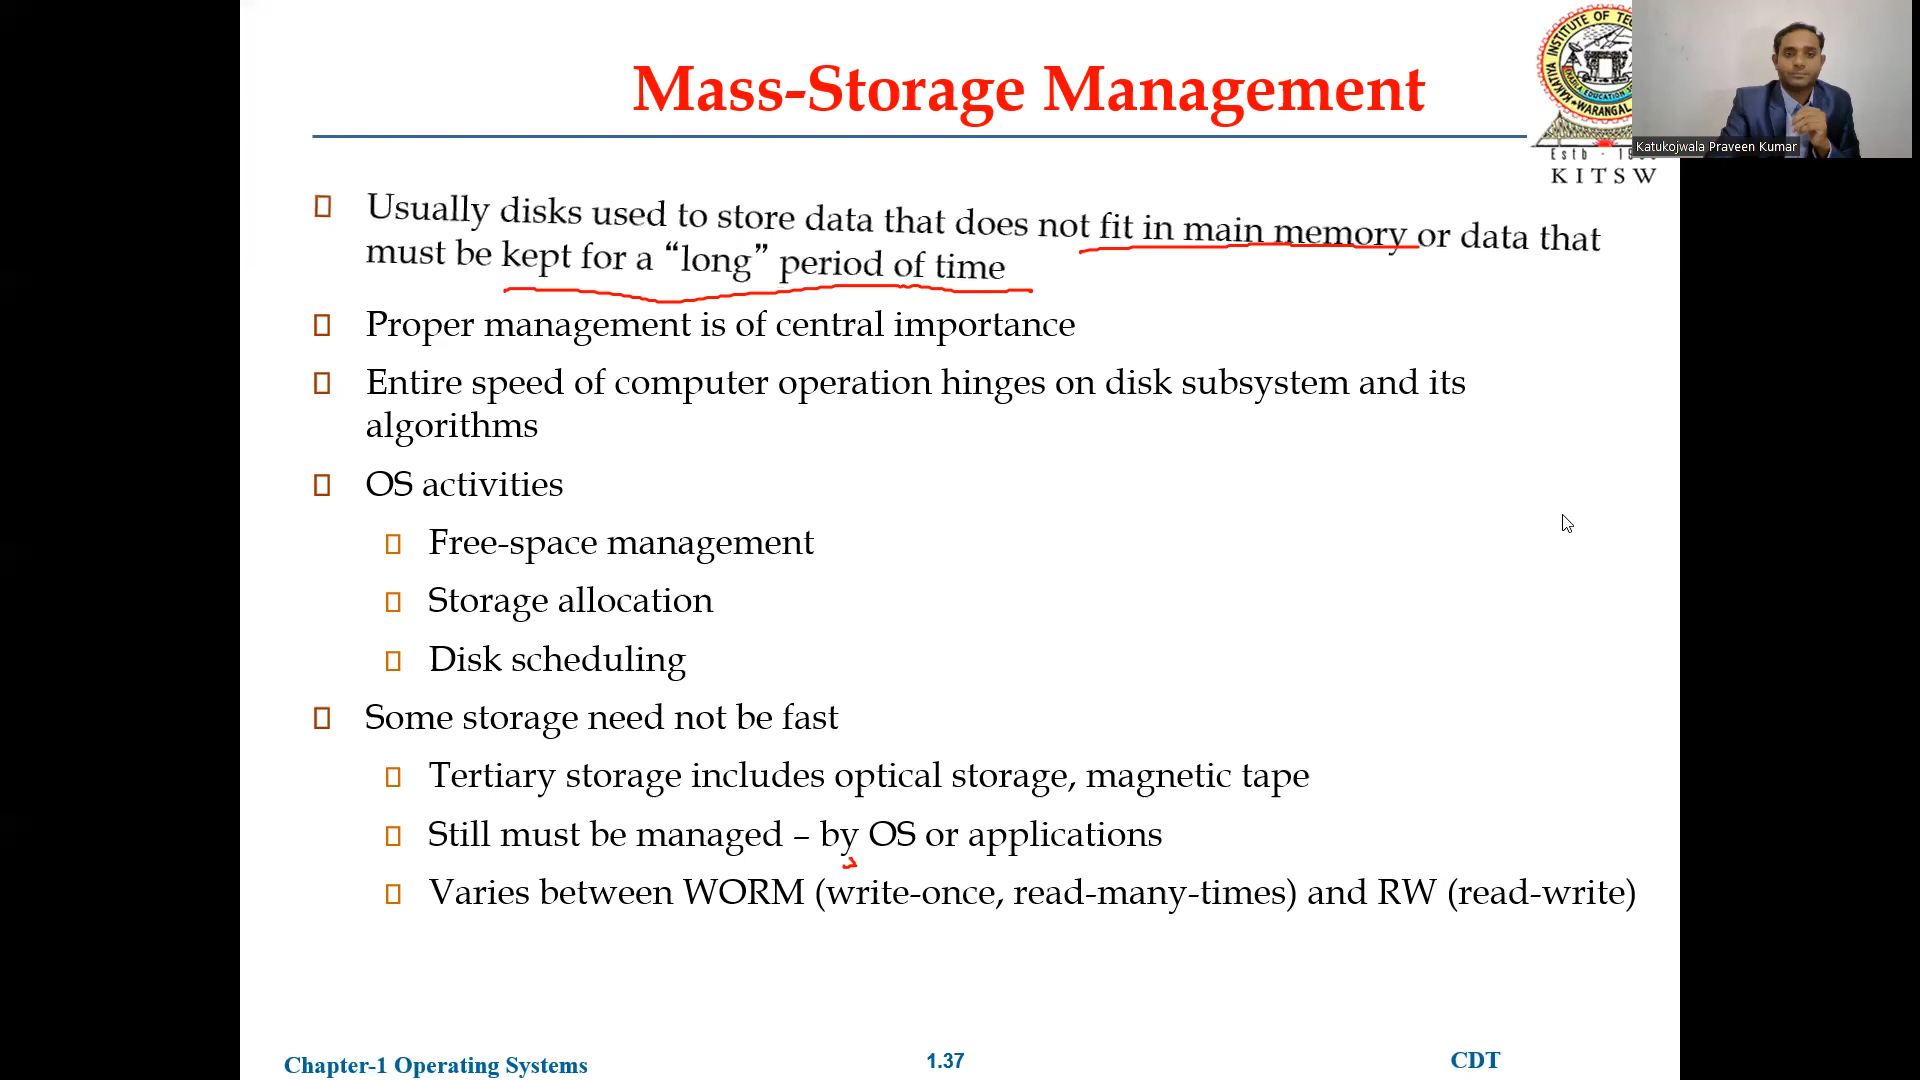 Mass-Storage Management
Usually disks used to store data that does not fit in main memory or data that
must be kept for a “long” period of time
Proper management is of central importance
Entire speed of computer operation hinges on disk subsystem and its
algorithms
OS activities
Free-space management
Storage allocation
Disk scheduling
Some storage need not be fast
Tertiary storage includes optical storage, magnetic tape
Still must be managed – by OS or applications
Varies between WORM (write-once, read-many-times) and RW (read-write)
INSTITUTE OF
WARANGAL
Estb
KITSW
Katukojwala Praveen Kumar
Chapter-1 Operating Systems
1.37
CDT